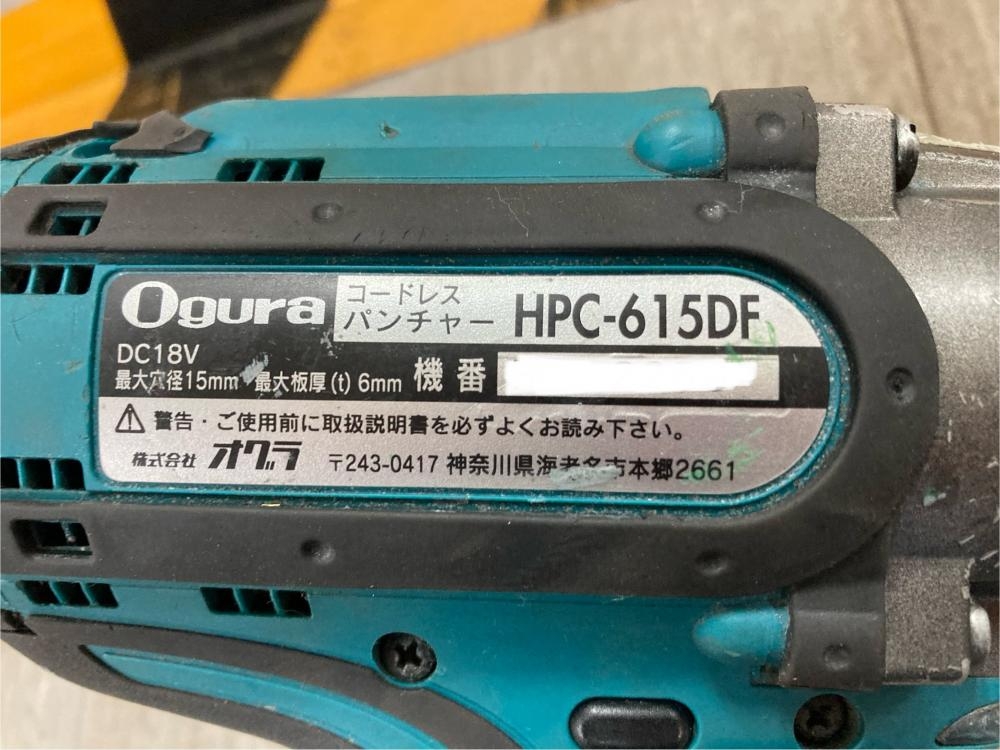 Ogura コードレス パンチャー HPC-615DF
DC18V
最大穴径15mm 最大板厚(t) 6mm 機番
警告・ご使用前に取扱説明書を必ずよくお読み下さい。
株式会社 オグラ 〒243-0417 神奈川県海老名市本郷2661